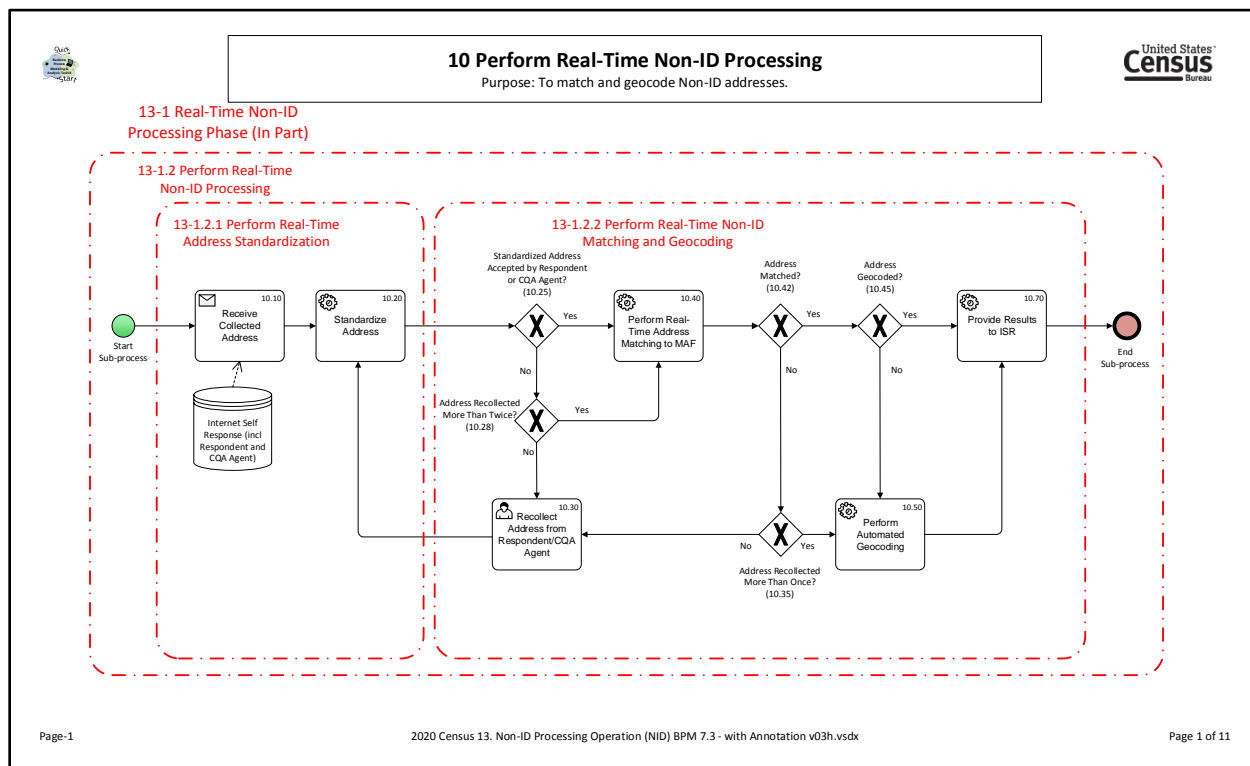 Quick
Business
Process
Modeling &
Analysis Toolkit
Start
10 Perform Real-Time Non-ID Processing
Purpose: To match and geocode Non-ID addresses.
United States™
Census
Bureau
13-1 Real-Time Non-ID
Processing Phase (In Part)
13-1.2 Perform Real-Time
Non-ID Processing
13-1.2.1 Perform Real-Time
Address Standardization
13-1.2.2 Perform Real-Time Non-ID
Matching and Geocoding
Start
Sub-process
10.10
Receive
Collected
Address
Internet Self
Response (incl
Respondent and
CQA Agent)
10.20
Standardize
Address
Standardized Address
Accepted by Respondent
or CQA Agent?
(10.25)
Yes
No
Address Recollected
More Than Twice?
(10.28)
Yes
No
10.30
Recollect
Address from
Respondent/CQA
Agent
10.40
Perform Real-
Time Address
Matching to MAF
Address
Matched?
(10.42)
Yes
No
Address
Geocoded?
(10.45)
Yes
No
No
Yes
Address Recollected
More Than Once?
(10.35)
10.50
Perform
Automated
Geocoding
10.70
Provide Results
to ISR
End
Sub-process
Page-1
2020 Census 13. Non-ID Processing Operation (NID) BPM 7.3 - with Annotation v03h.vsdx
Page 1 of 11